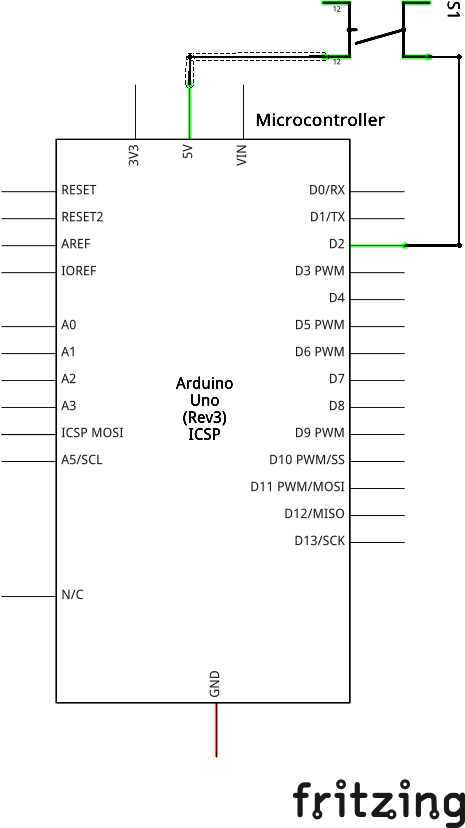 12
S1
12
Microcontroller
3V3
5V
VIN
RESET
D0/RX
RESET2
D1/TX
AREF
D2
IOREF
D3 PWM
D4
A0
D5 PWM
A1
D6 PWM
A2
D7
A3
D8
ICSP MOSI
D9 PWM
A5/SCL
D10 PWM/SS
D11 PWM/MOSI
D12/MISO
D13/SCK
Arduino
Uno
(Rev3)
ICSP
N/C
GND
fritzing